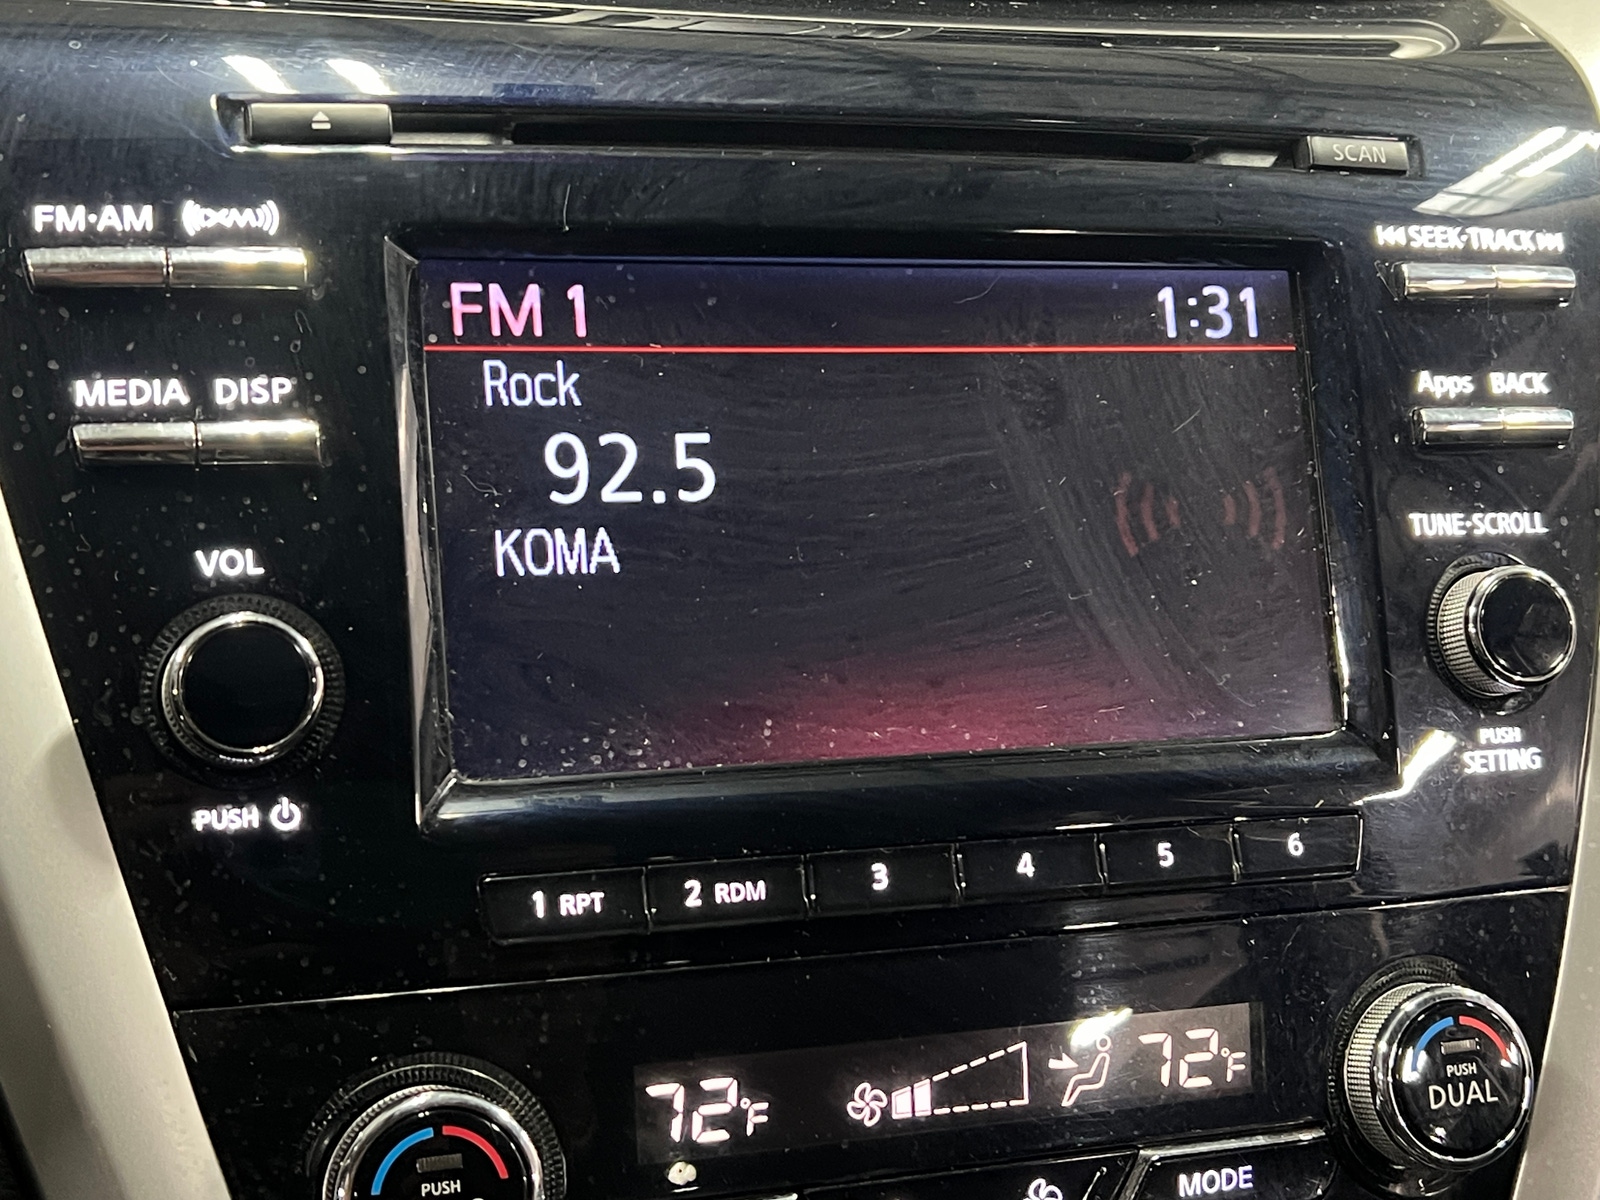 SCAN
FM·AM XM
SEEK·TRACK
FM 1 1:31
Rock
MEDIA DISP
Apps BACK
92.5
TUNE·SCROLL
KOMA
VOL
PUSH
SETTING
PUSH
1 RPT 2 RDM 3 4 5 6
72°F 72°F
PUSH
DUAL
PUSH
MODE